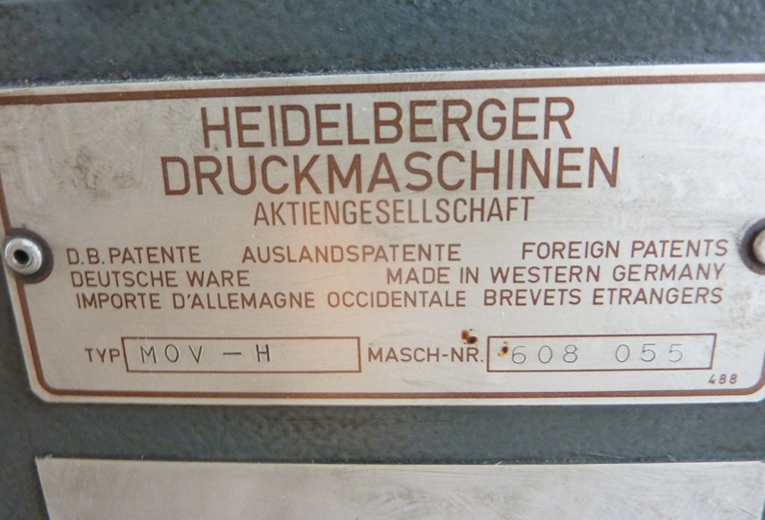 HEIDELBERGER
DRUCKMASCHINEN
AKTIENGESELLSCHAFT
D.B. PATENTE AUSLANDSPATENTE FOREIGN PATENTS
DEUTSCHE WARE MADE IN WESTERN GERMANY
IMPORTE D'ALLEMAGNE OCCIDENTALE BREVETS ETRANGERS
TYP MOV - H MASCH-NR. 608 055
488